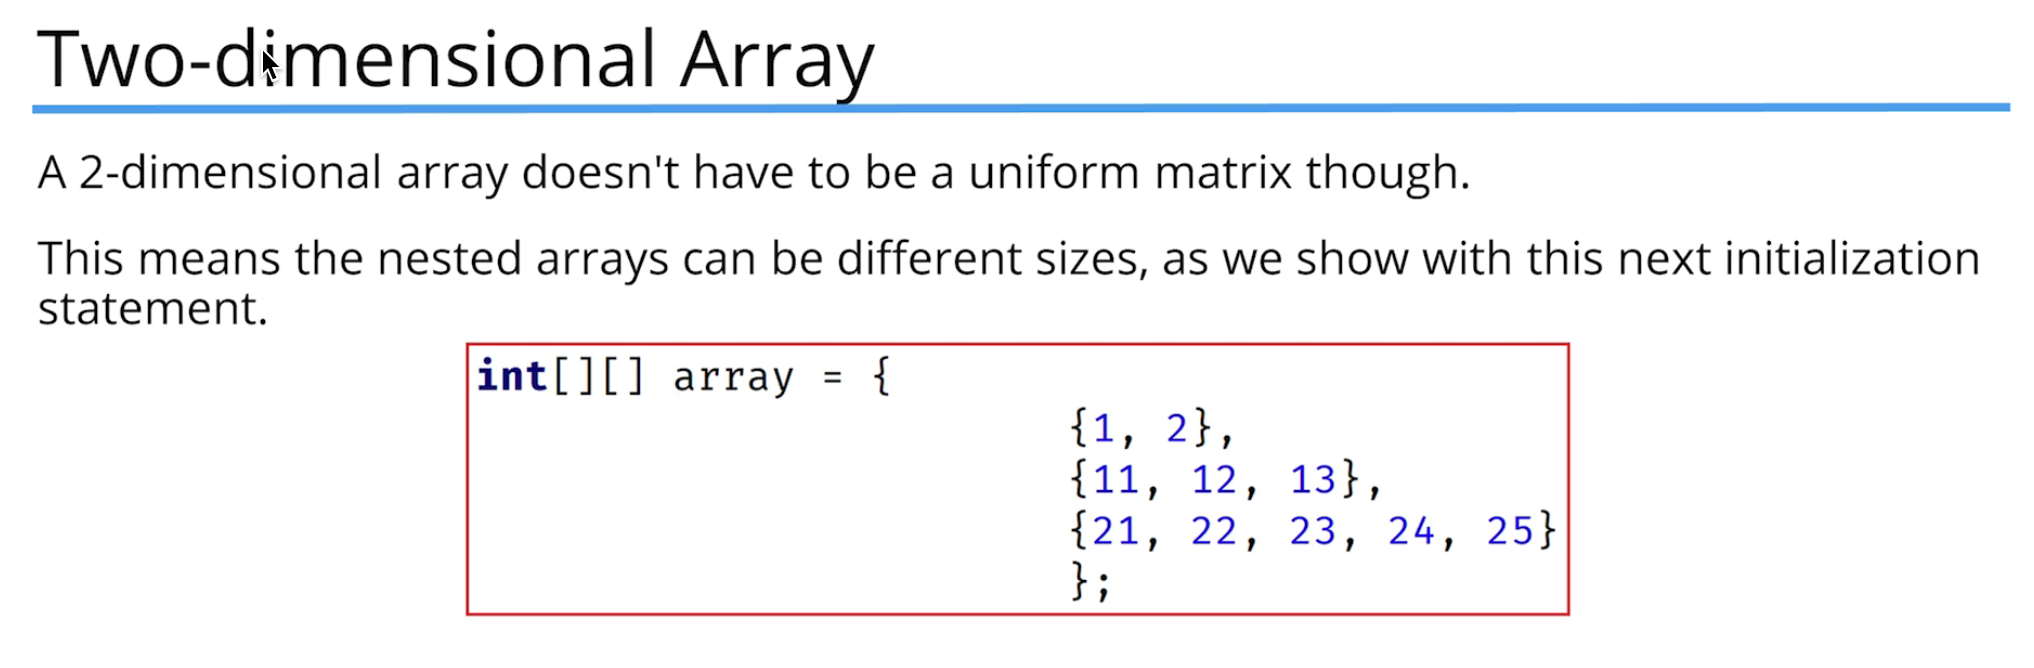 Two-dimensional Array
A 2-dimensional array doesn't have to be a uniform matrix though.
This means the nested arrays can be different sizes, as we show with this next initialization
statement.
int[][] array = {
{1, 2},
{11, 12, 13},
{21, 22, 23, 24, 25}
};